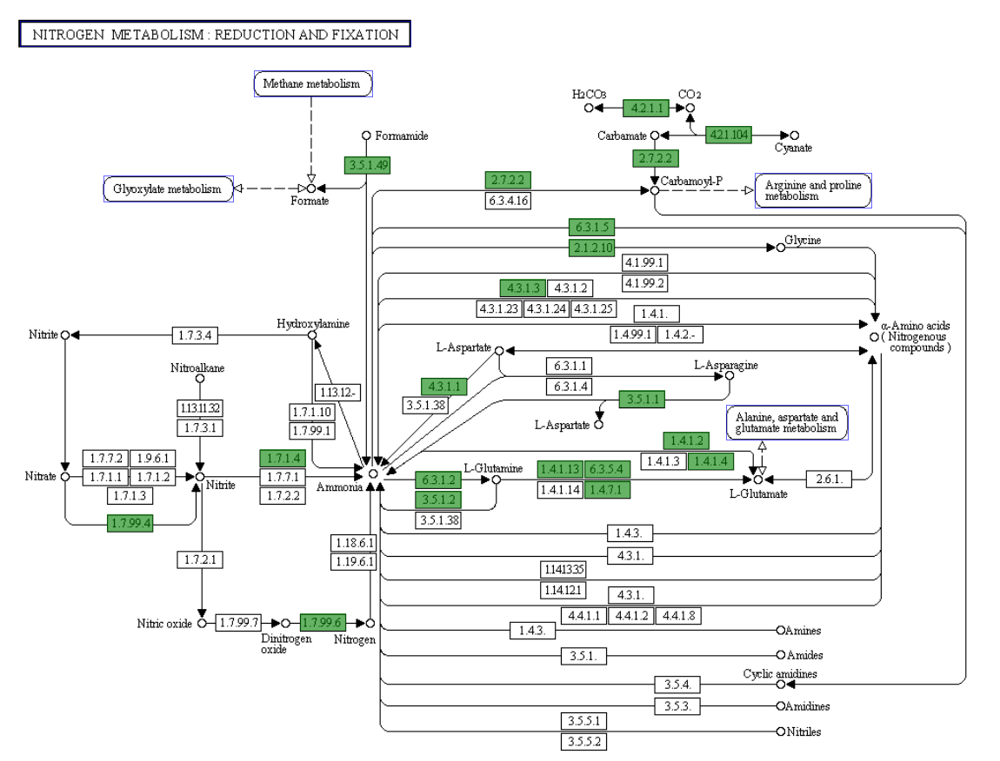 NITROGEN METABOLISM : REDUCTION AND FIXATION
Methane metabolism
H2CO3
CO2
4.2.1.1
Formamide
Carbamate
4.2.1.104
Cyanate
3.5.1.49
2.7.2.2
Glyoxylate metabolism
Formate
2.7.2.2
6.3.4.16
Carbamoyl-P
Arginine and proline
metabolism
6.3.1.5
2.1.2.10
Glycine
4.1.99.1
4.1.99.2
4.3.1.3
4.3.1.2
4.3.1.23
4.3.1.24
4.3.1.25
1.4.1.
1.4.99.1
1.4.2.-
Nitrite
1.7.3.4
Hydroxylamine
α-Amino acids
( Nitrogenous
compounds )
L-Aspartate
Nitroalkane
6.3.1.1
6.3.1.4
L-Asparagine
4.3.1.1
3.5.1.38
1.13.12.-
3.5.1.1
1.13.11.32
1.7.3.1
1.7.1.10
1.7.99.1
L-Aspartate
Alanine, aspartate and
glutamate metabolism
1.4.1.2
1.4.1.3
1.4.1.4
Nitrate
1.7.7.2
1.9.6.1
1.7.1.1
1.7.1.2
1.7.1.3
Nitrite
1.7.1.4
1.7.7.1
1.7.2.2
Ammonia
6.3.1.2
3.5.1.2
3.5.1.38
L-Glutamine
1.4.1.13
6.3.5.4
1.4.1.14
1.4.7.1
L-Glutamate
2.6.1.
1.7.99.4
1.4.3.
1.18.6.1
1.19.6.1
1.7.2.1
4.3.1.
1.14.13.35
1.14.12.1
4.3.1.
4.4.1.1
4.4.1.2
4.4.1.8
Nitric oxide
1.7.99.7
Dinitrogen
oxide
1.7.99.6
Nitrogen
1.4.3.
Amines
3.5.1.
Amides
Cyclic amidines
3.5.4.
3.5.3.
Amidines
3.5.5.1
3.5.5.2
Nitriles